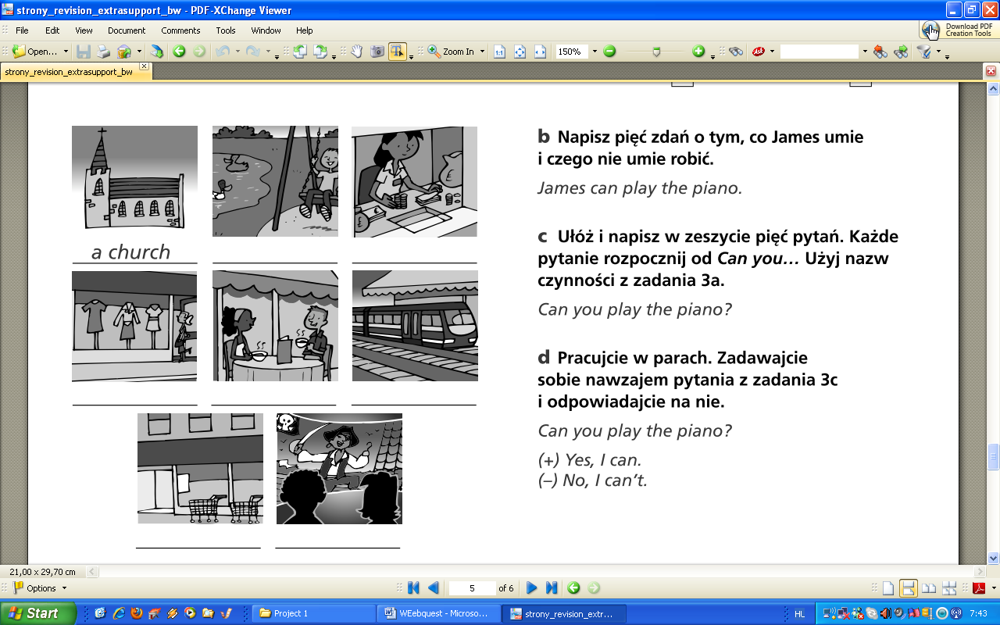 strony_revision_extrasupport_bw - PDF-XChange Viewer
File Edit View Document Comments Tools Window Help
Download PDF
Creation Tools
Open... Zoom In 150%
strony_revision_extrasupport_bw
a church
b Napisz pięć zdań o tym, co James umie
i czego nie umie robić.
James can play the piano.
c Ułóż i napisz w zeszycie pięć pytań. Każde
pytanie rozpocznij od Can you... Użyj nazw
czynności z zadania 3a.
Can you play the piano?
d Pracujcie w parach. Zadawajcie
sobie nawzajem pytania z zadania 3c
i odpowiadajcie na nie.
Can you play the piano?
(+) Yes, I can.
(–) No, I can't.
21,00 x 29,70 cm
Options 5 of 6
Start Project 1 WEebquest - Microso... strony_revision_extr... HL 7:43